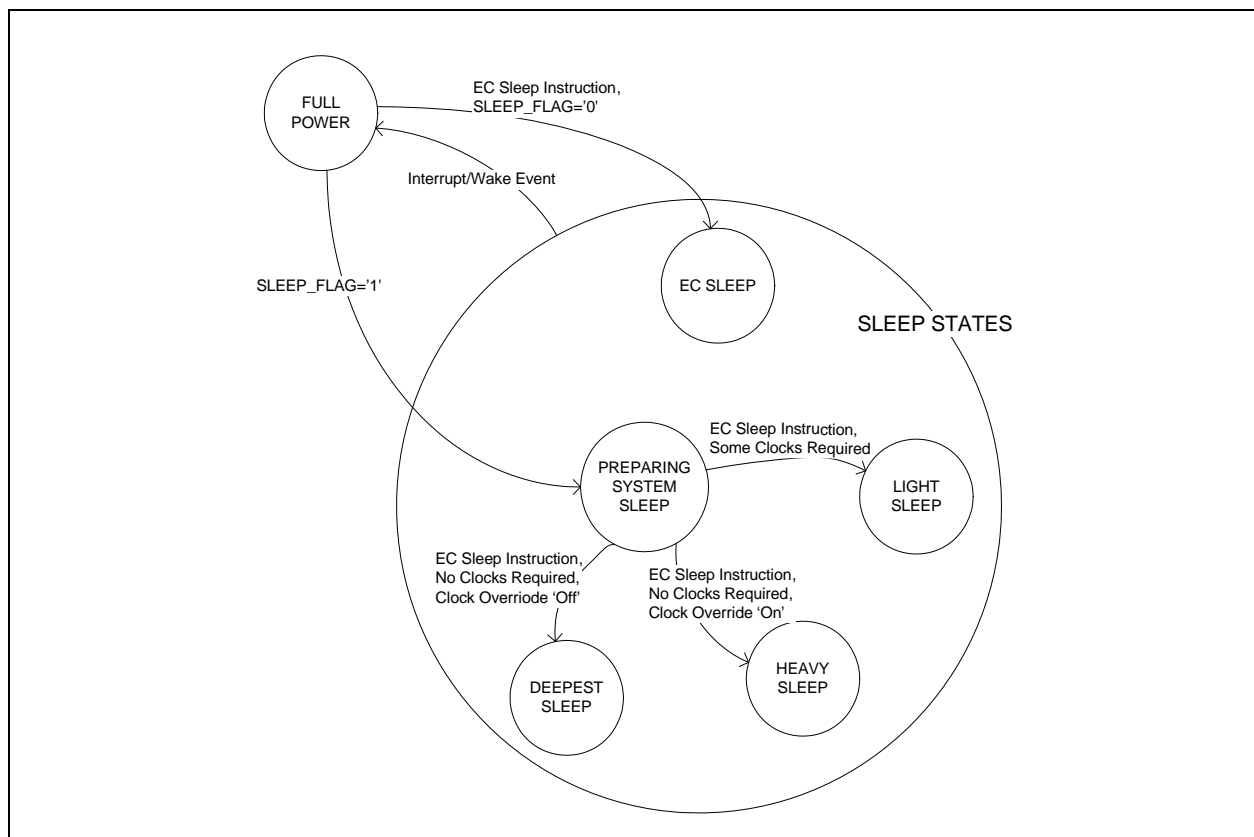 FULL
POWER
EC Sleep Instruction,
SLEEP_FLAG='0'
Interrupt/Wake Event
SLEEP_FLAG='1'
EC SLEEP
SLEEP STATES
EC Sleep Instruction,
Some Clocks Required
PREPARING
SYSTEM
SLEEP
LIGHT
SLEEP
EC Sleep Instruction,
No Clocks Required,
Clock Overriode ‘Off’
EC Sleep Instruction,
No Clocks Required,
Clock Override ‘On’
DEEPEST
SLEEP
HEAVY
SLEEP